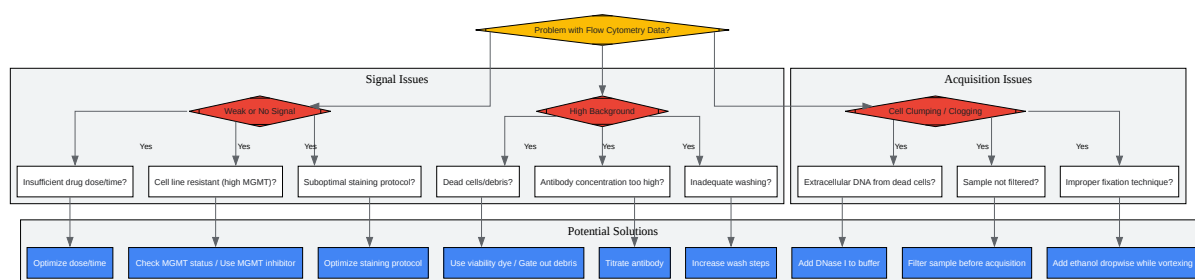 Problem with Flow Cytometry Data?
Signal Issues
Acquisition Issues
Weak or No Signal
High Background
Cell Clumping / Clogging
Yes
Yes
Yes
Yes
Yes
Yes
Yes
Yes
Yes
Insufficient drug dose/time?
Cell line resistant (high MGMT)?
Suboptimal staining protocol?
Dead cells/debris?
Antibody concentration too high?
Inadequate washing?
Extracellular DNA from dead cells?
Sample not filtered?
Improper fixation technique?
Potential Solutions
Optimize dose/time
Check MGMT status / Use MGMT inhibitor
Optimize staining protocol
Use viability dye / Gate out debris
Titrate antibody
Increase wash steps
Add DNase I to buffer
Filter sample before acquisition
Add ethanol dropwise while vortexing